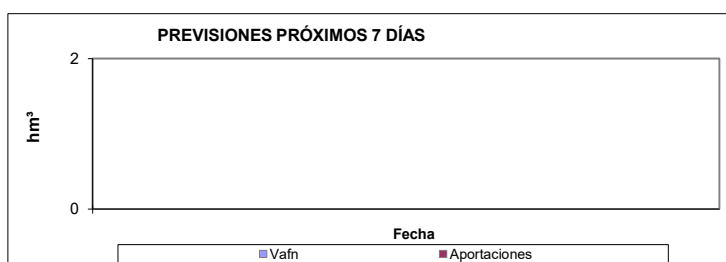 PREVISIONES PRÓXIMOS 7 DÍAS
2
hm³
0
Fecha
Vafn Aportaciones